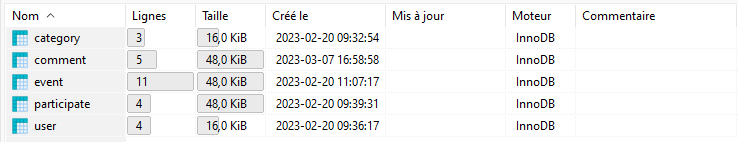 Nom Lignes Taille Créé le Mis à jour Moteur Commentaire
category 3 16,0 KiB 2023-02-20 09:32:54 InnoDB
comment 5 48,0 KiB 2023-03-07 16:58:58 InnoDB
event 11 48,0 KiB 2023-02-20 11:07:17 InnoDB
participate 4 48,0 KiB 2023-02-20 09:39:31 InnoDB
user 4 16,0 KiB 2023-02-20 09:36:17 InnoDB